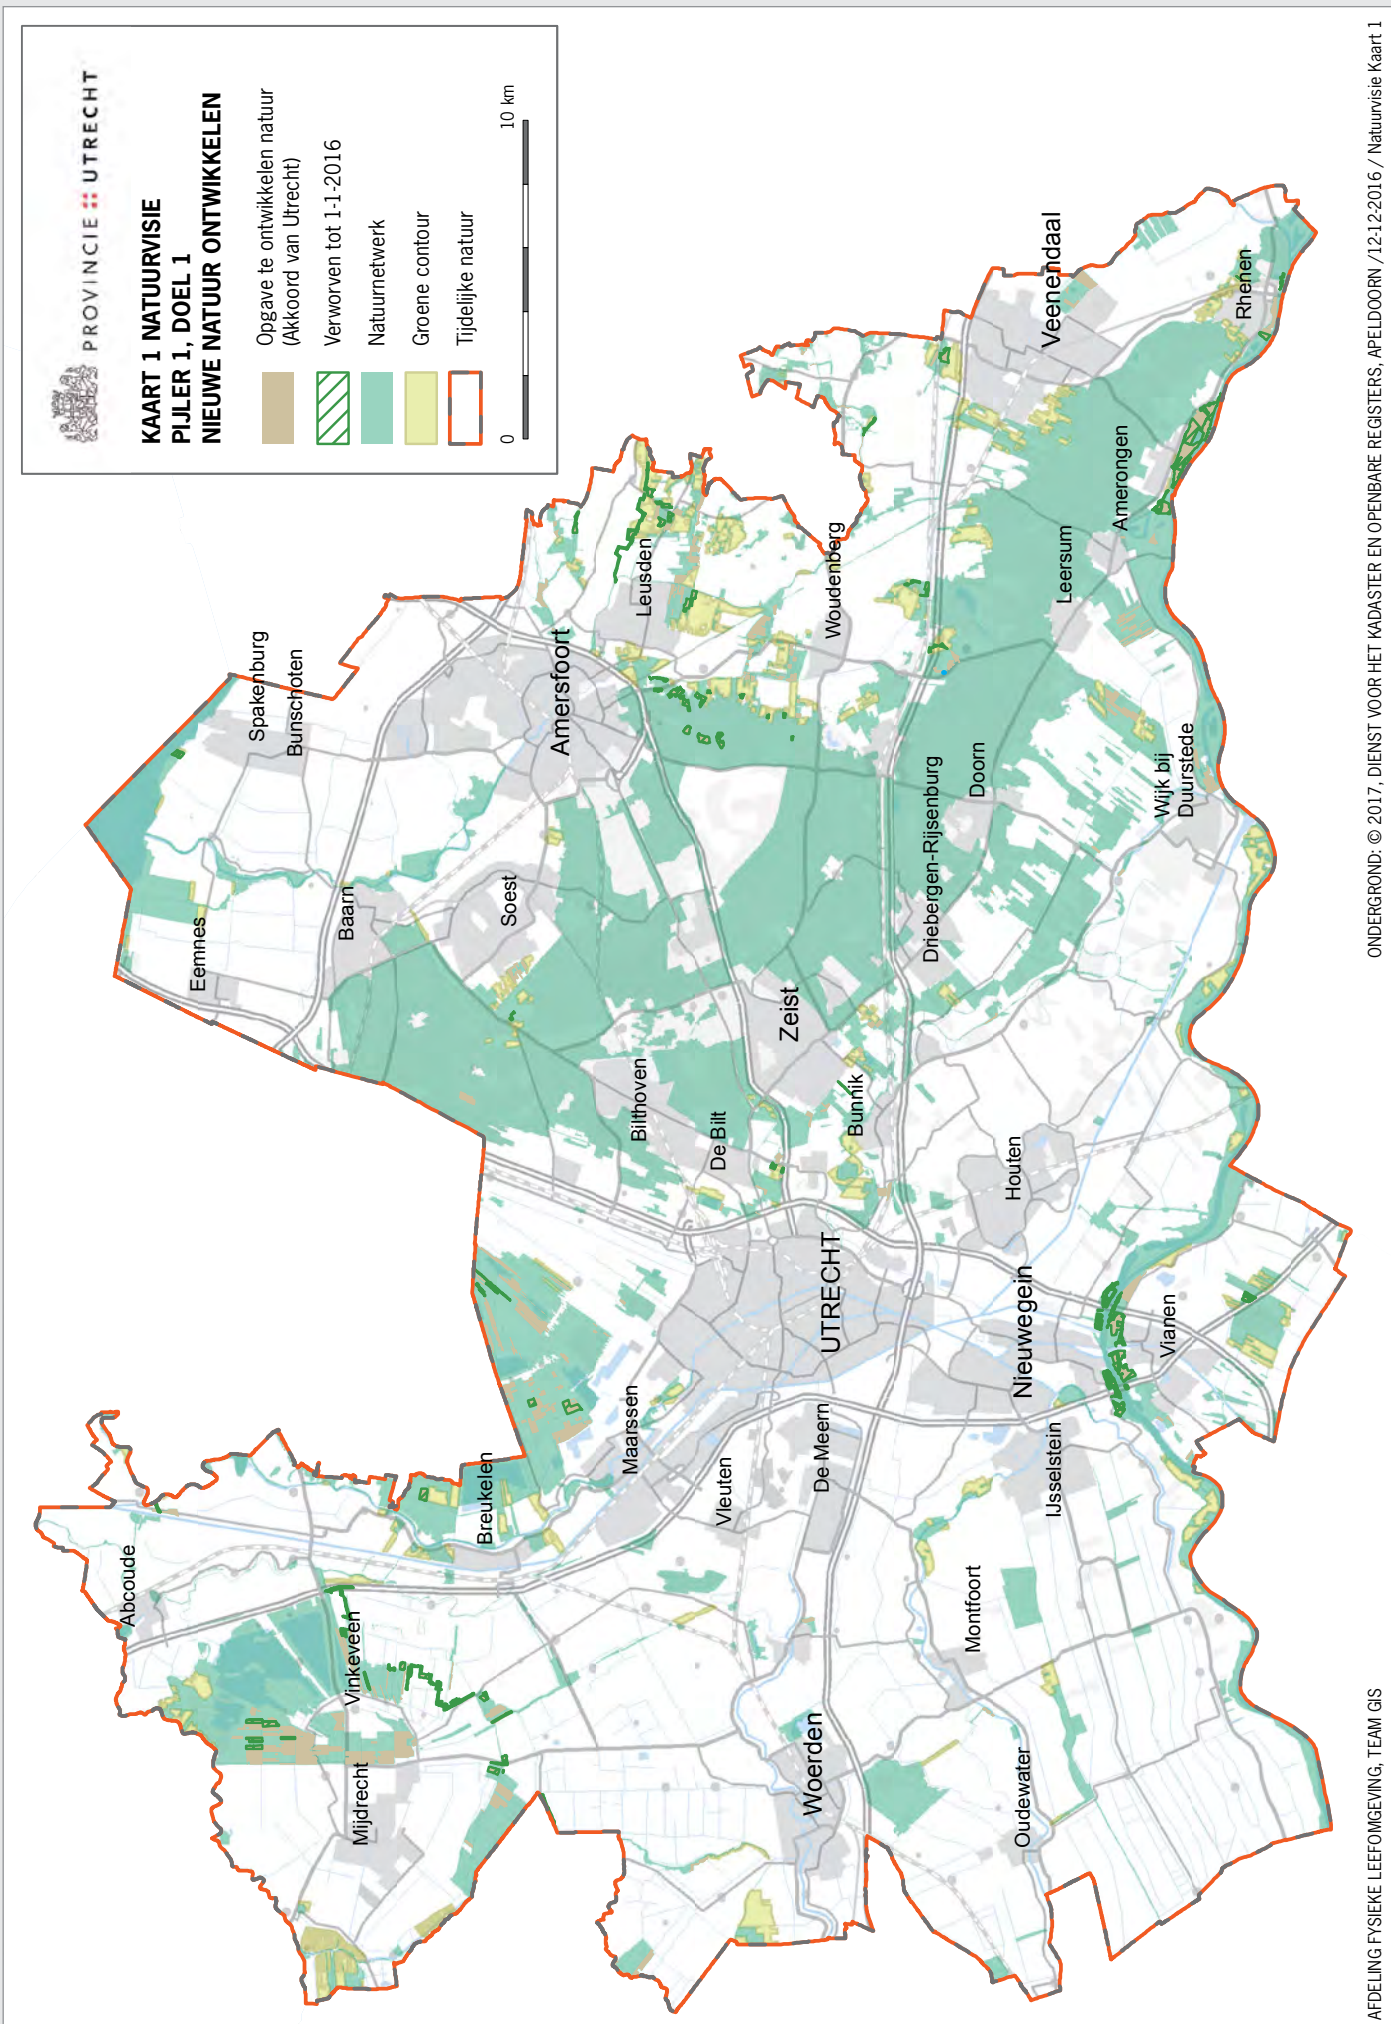 PROVINCIE :: UTRECHT
KAART 1 NATUURVISIE
PIJLER 1, DOEL 1
NIEUWE NATUUR ONTWIKKELEN
Opgave te ontwikkelen natuur
(Akkoord van Utrecht)
Verworven tot 1-1-2016
Natuurnetwerk
Groene contour
Tijdelijke natuur
0 10 km
Abcoude
Vinkeveen
Mijdrecht
Breukelen
Maarssen
Vleuten
De Meern
Woerden
Oudewater
Montfoort
IJsselstein
Nieuwegein
Vianen
UTRECHT
Houten
Bunnik
De Bilt
Bilthoven
Zeist
Driebergen-Rijsenburg
Doorn
Wijk bij
Duurstede
Eemnes
Baarn
Soest
Spakenburg
Bunschoten
Amersfoort
Leusden
Woudenberg
Leersum
Amerongen
Veenendaal
Rhenen
AFDELING FYSIEKE LEEFOMGEVING, TEAM GIS
ONDERGROND: © 2017, DIENST VOOR HET KADASTER EN OPENBARE REGISTERS, APELDOORN /12-12-2016 / Natuurvisie Kaart 1